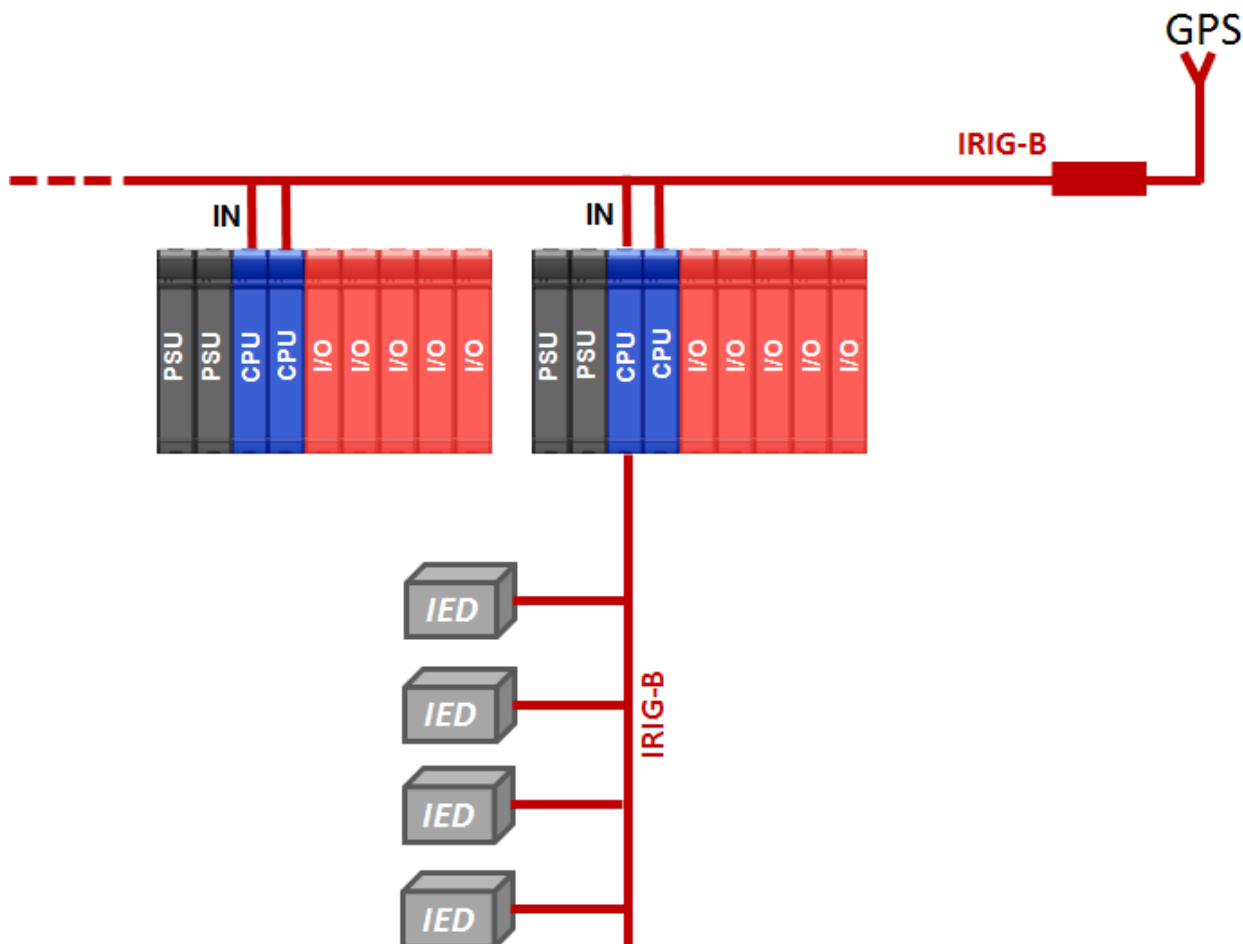 GPS
IRIG-B
IN
IN
PSU
PSU
CPU
CPU
I/O
I/O
I/O
I/O
I/O
PSU
PSU
CPU
CPU
I/O
I/O
I/O
I/O
I/O
IED
IED
IRIG-B
IED
IED